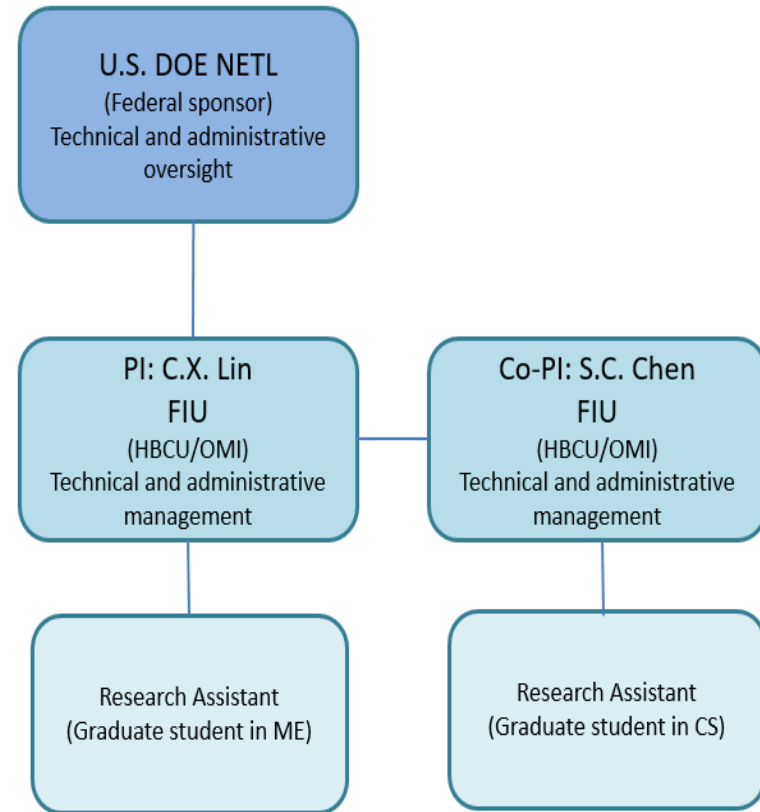 U.S. DOE NETL
(Federal sponsor)
Technical and administrative
oversight
PI: C.X. Lin
FIU
(HBCU/OMI)
Technical and administrative
management
Co-PI: S.C. Chen
FIU
(HBCU/OMI)
Technical and administrative
management
Research Assistant
(Graduate student in ME)
Research Assistant
(Graduate student in CS)